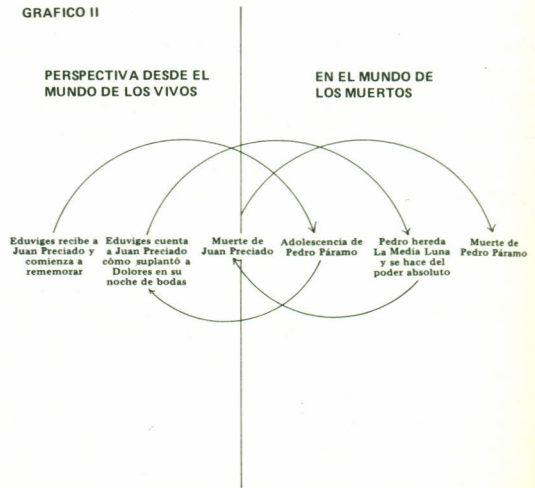 GRAFICO II
PERSPECTIVA DESDE EL
MUNDO DE LOS VIVOS
EN EL MUNDO DE
LOS MUERTOS
Eduviges recibe a
Juan Preciado y
comienza a
rememorar
Eduviges cuenta
a Juan Preciado
cómo suplantó a
Dolores en su
noche de bodas
Muerte de
Juan Preciado
Adolescencia de
Pedro Páramo
Pedro hereda
La Media Luna
y se hace del
poder absoluto
Muerte de
Pedro Páramo